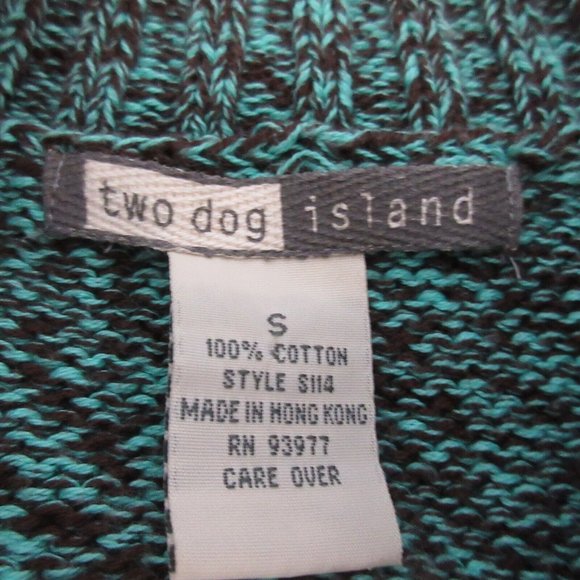 two dog island
S
100% COTTON
STYLE S114
MADE IN HONG KONG
RN 93977
CARE OVER